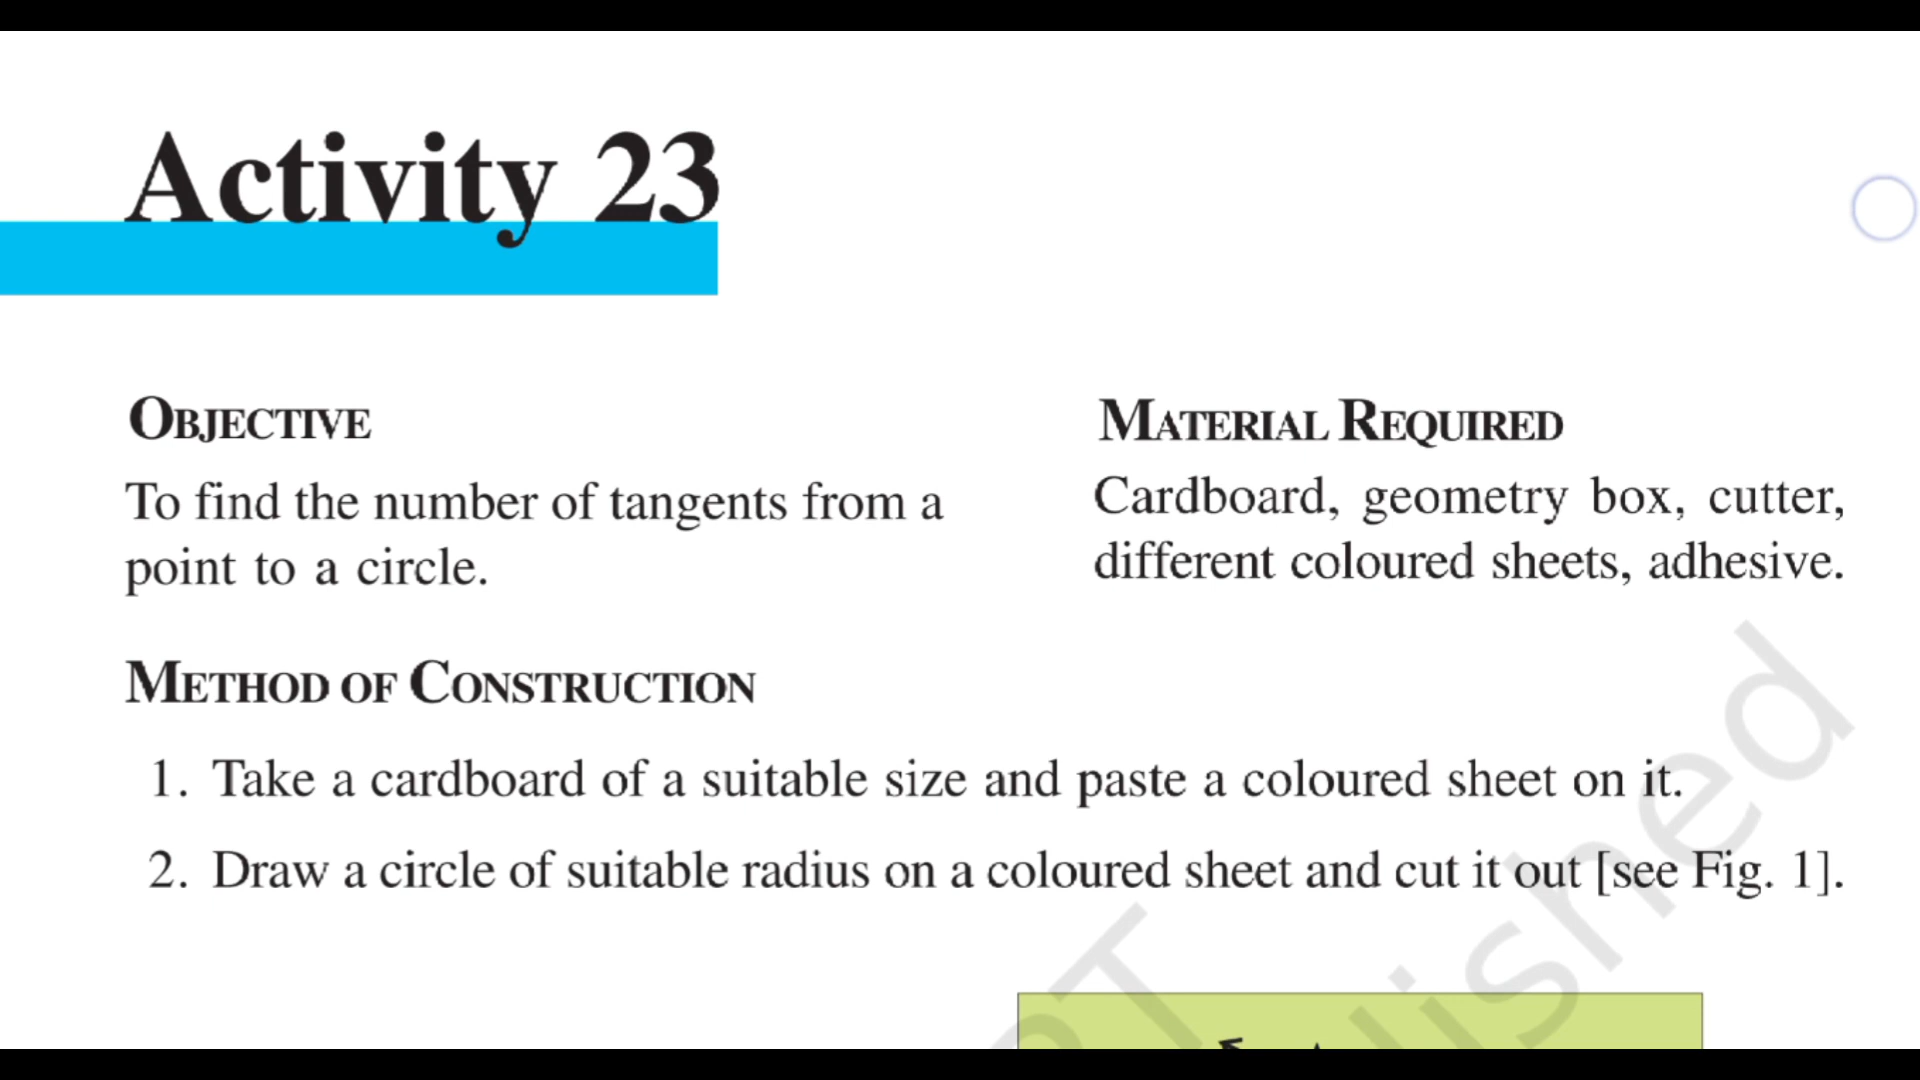 Activity 23
OBJECTIVE
To find the number of tangents from a
point to a circle.
MATERIAL REQUIRED
Cardboard, geometry box, cutter,
different coloured sheets, adhesive.
METHOD OF CONSTRUCTION
1. Take a cardboard of a suitable size and paste a coloured sheet on it.
2. Draw a circle of suitable radius on a coloured sheet and cut it out [see Fig. 1].